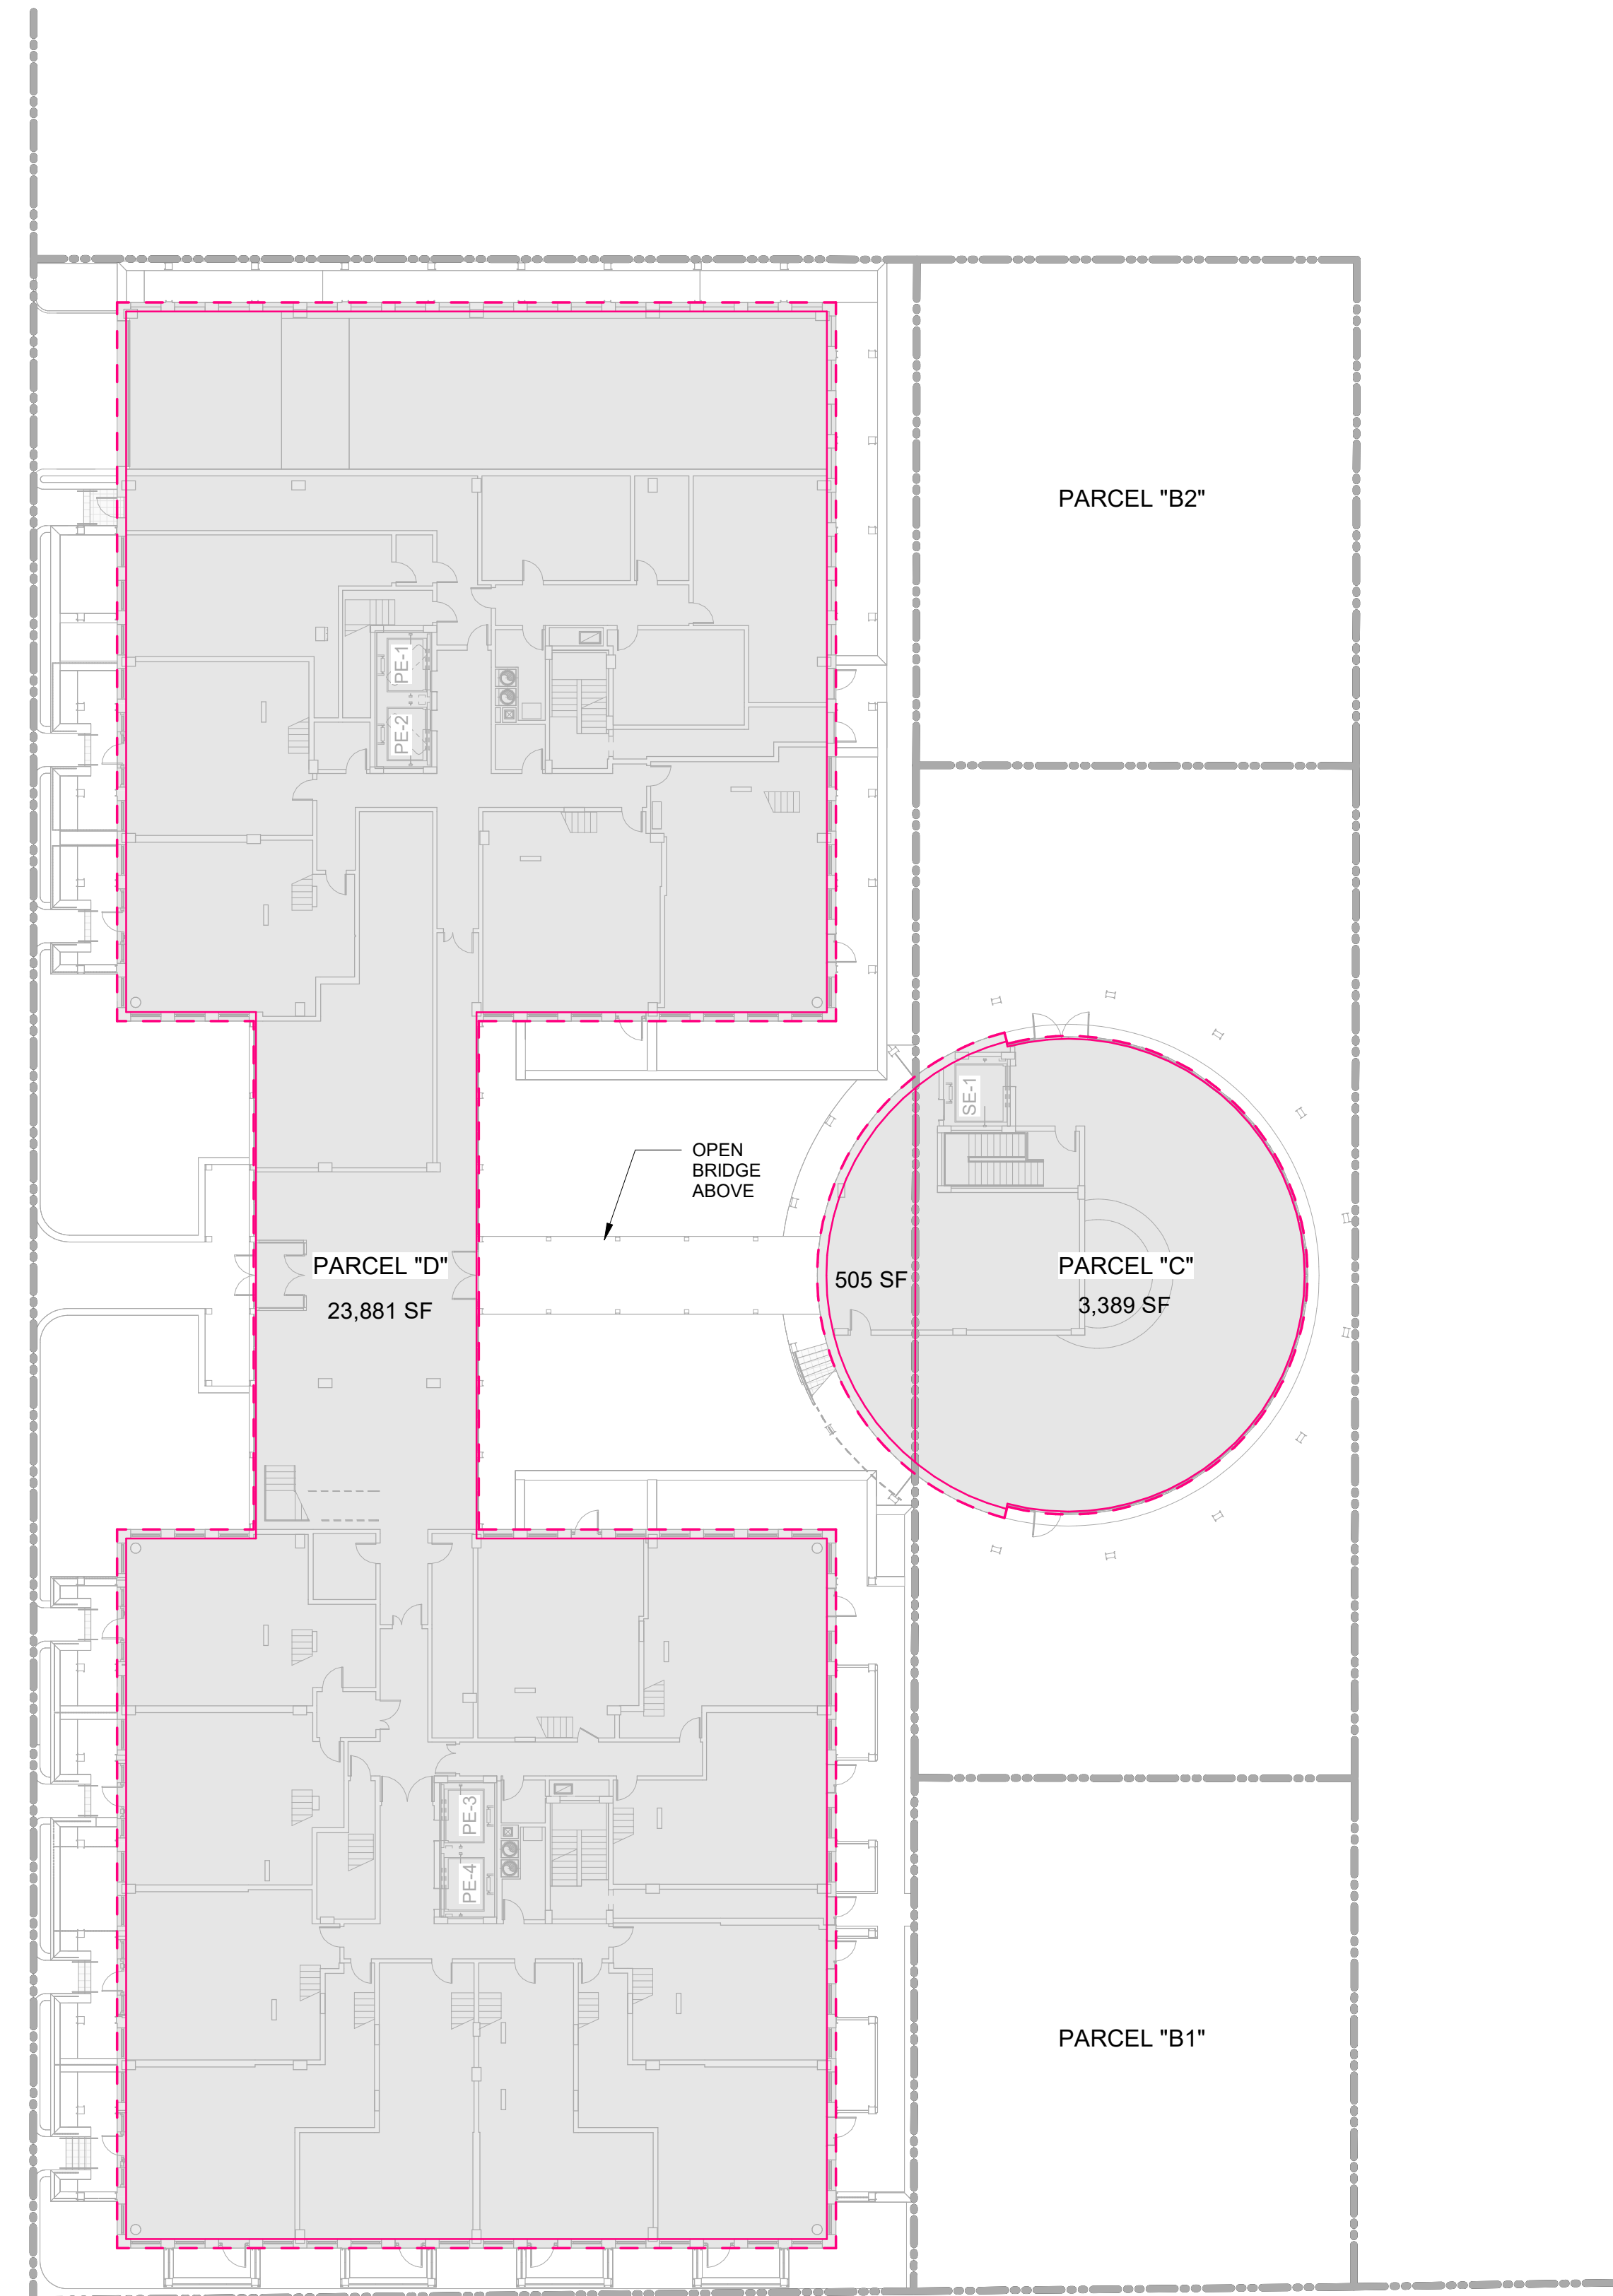 PARCEL "B2"
PE-1
PE-2
SE-1
OPEN
BRIDGE
ABOVE
PARCEL "D"
23,881 SF
505 SF
PARCEL "C"
3,389 SF
PE-3
PE-4
PARCEL "B1"